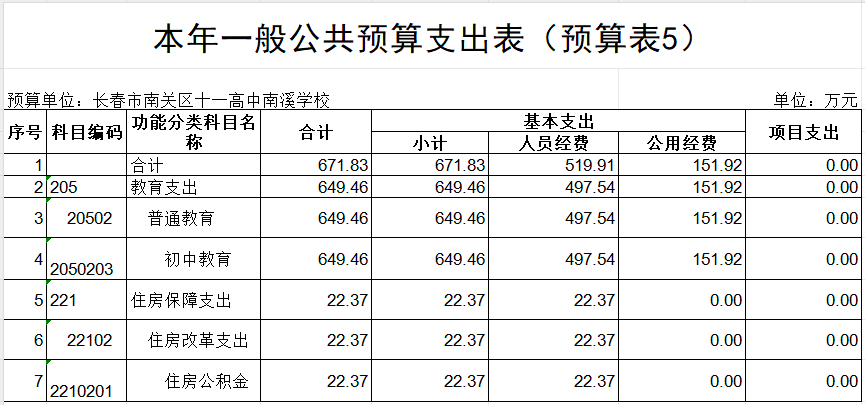 本年一般公共预算支出表（预算表5）
预算单位：长春市南关区十一高中南溪学校 单位：万元
序号 科目编码 功能分类科目名称 合计 基本支出 项目支出
小计 人员经费 公用经费
1 合计 671.83 671.83 519.91 151.92 0.00
2 205 教育支出 649.46 649.46 497.54 151.92 0.00
3 20502 普通教育 649.46 649.46 497.54 151.92 0.00
4 2050203 初中教育 649.46 649.46 497.54 151.92 0.00
5 221 住房保障支出 22.37 22.37 22.37 0.00 0.00
6 22102 住房改革支出 22.37 22.37 22.37 0.00 0.00
7 2210201 住房公积金 22.37 22.37 22.37 0.00 0.00